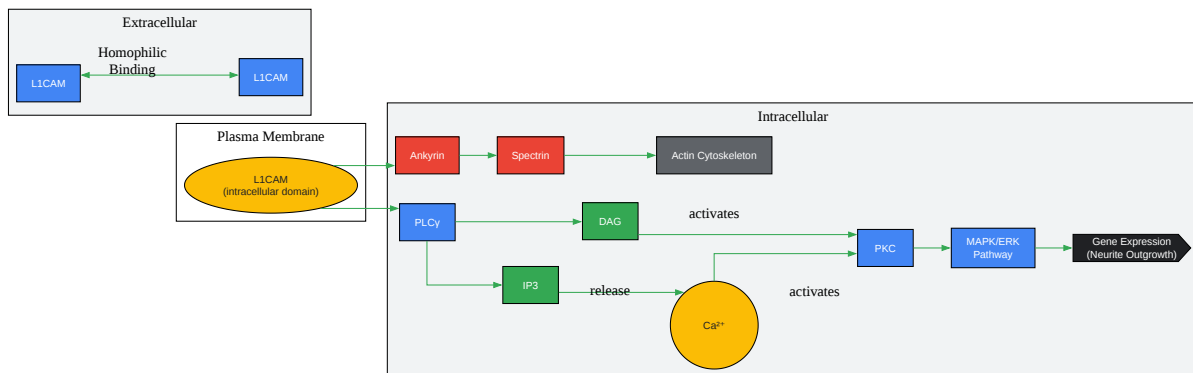 Extracellular
Homophilic
Binding
L1CAM
L1CAM
Plasma Membrane
L1CAM
(intracellular domain)
Intracellular
Ankyrin
Spectrin
Actin Cytoskeleton
PLCγ
DAG
activates
PKC
MAPK/ERK
Pathway
Gene Expression
(Neurite Outgrowth)
IP3
release
activates
Ca²⁺